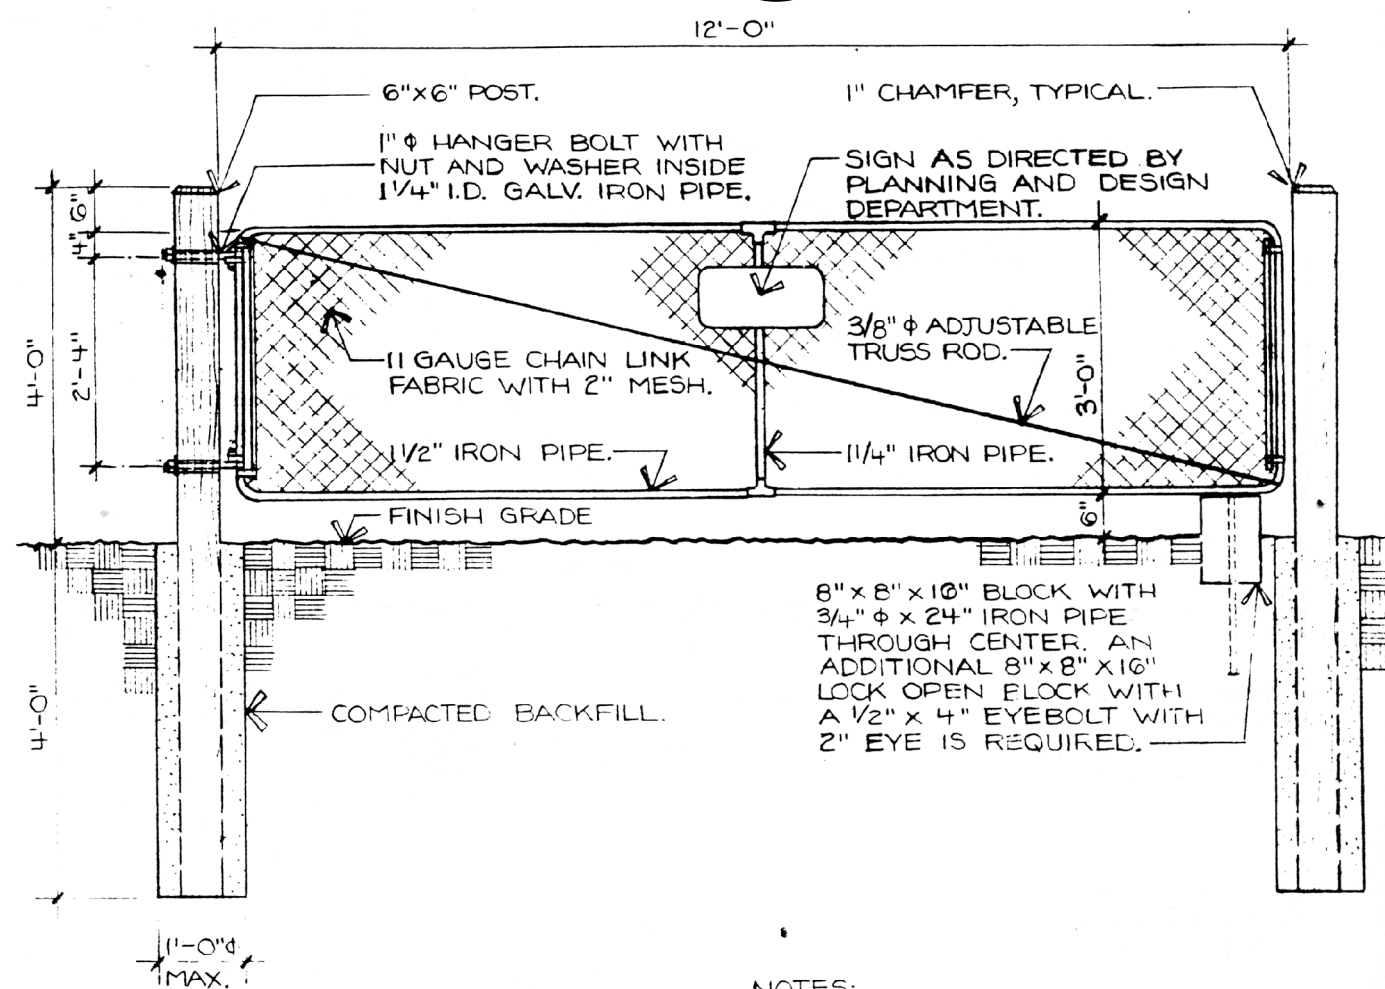 12'-0"
6"x6" POST.
1" CHAMFER, TYPICAL.
1" ϕ HANGER BOLT WITH
NUT AND WASHER INSIDE
1 1/4" I.D. GALV. IRON PIPE.
SIGN AS DIRECTED BY
PLANNING AND DESIGN
DEPARTMENT.
6"
4"
2'-4"
4'-0"
3/8" ϕ ADJUSTABLE
TRUSS ROD.
11 GAUGE CHAIN LINK
FABRIC WITH 2" MESH.
3'-0"
1 1/2" IRON PIPE.
1 1/4" IRON PIPE.
6"
FINISH GRADE
8" x 8" x 16" BLOCK WITH
3/4" ϕ x 24" IRON PIPE
THROUGH CENTER. AN
ADDITIONAL 8" x 8" x 16"
LOCK OPEN BLOCK WITH
A 1/2" x 4" EYEBOLT WITH
2" EYE IS REQUIRED.
4'-0"
COMPACTED BACKFILL.
1'-0"ϕ
MAX.
NOTES: